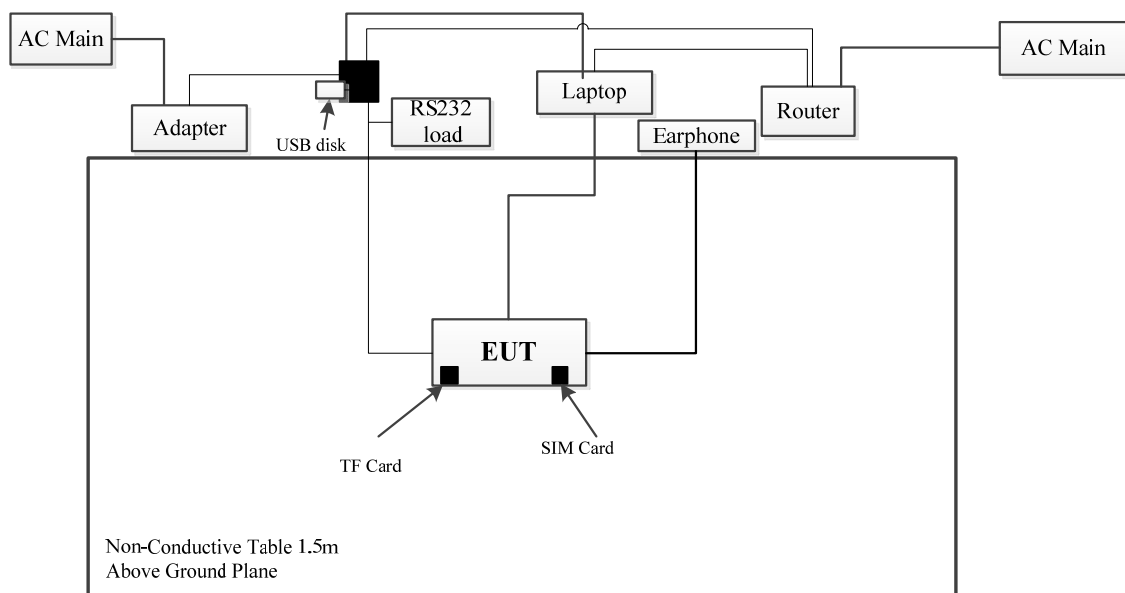 AC Main
AC Main
Laptop
RS232
load
Router
Adapter
Earphone
USB disk
EUT
SIM Card
TF Card
Non-Conductive Table 1.5m
Above Ground Plane